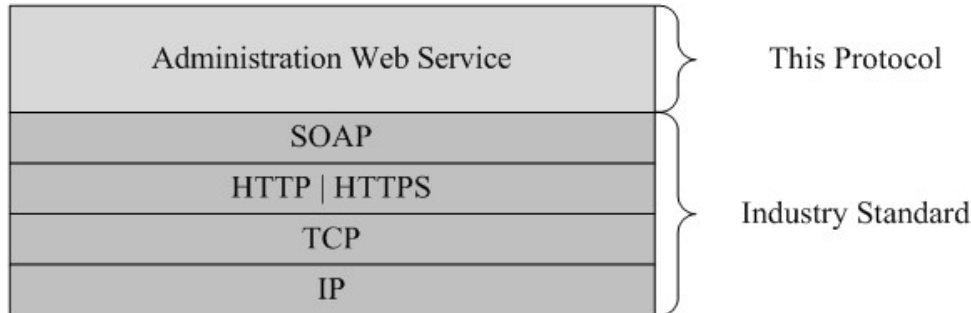 Administration Web Service
This Protocol
SOAP
HTTP | HTTPS
TCP
IP
Industry Standard